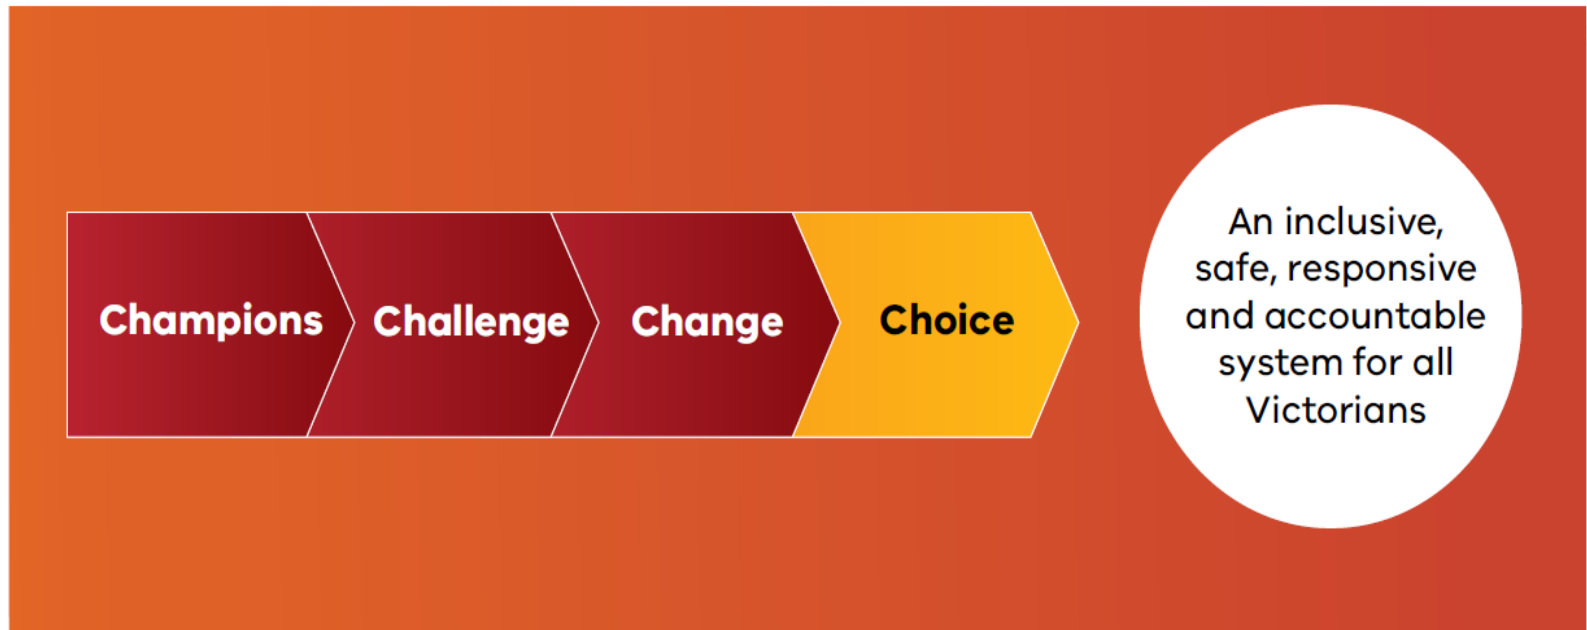 Champions
Challenge
Change
Choice
An inclusive,
safe, responsive
and accountable
system for all
Victorians